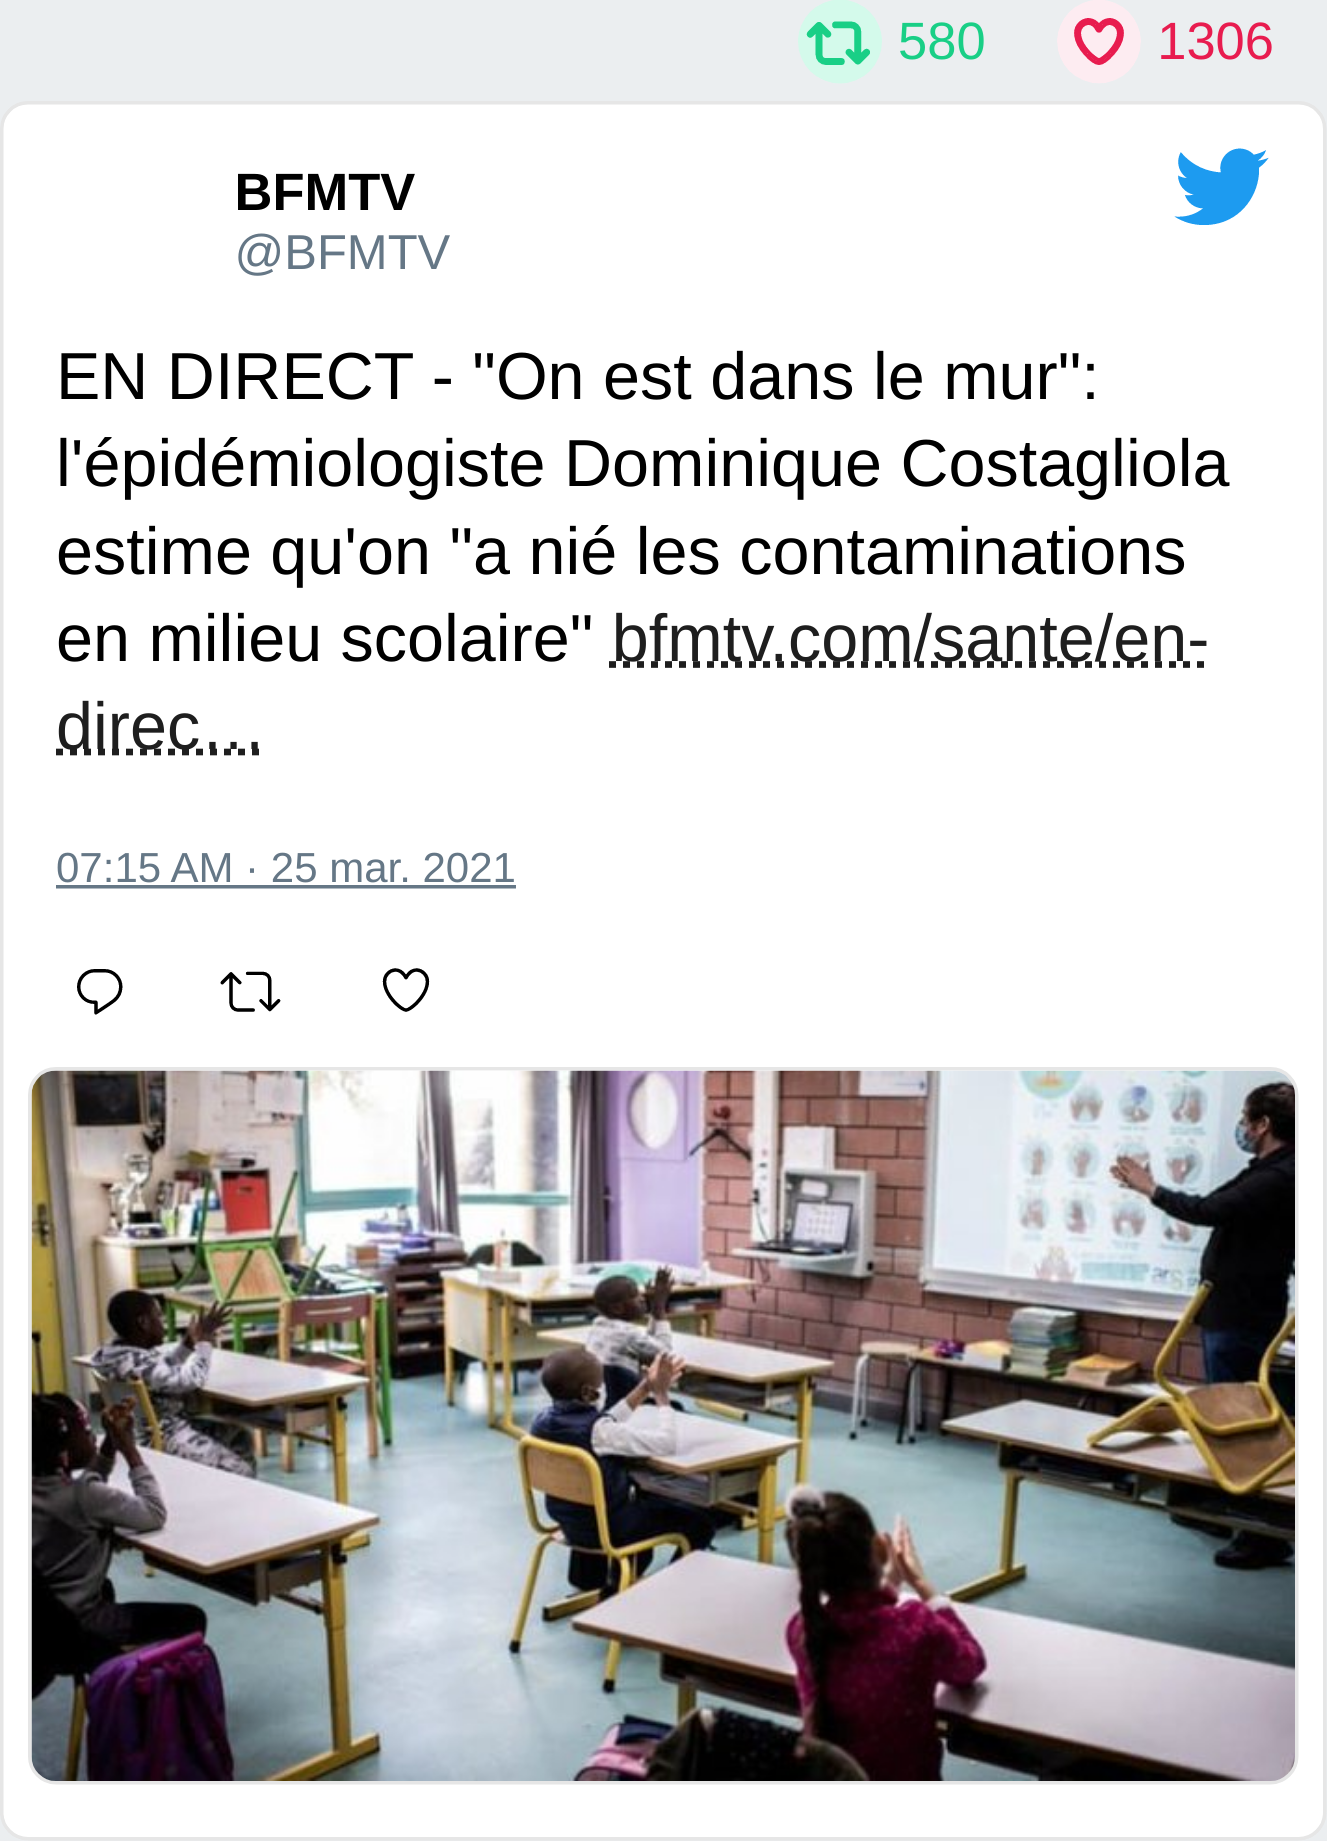 580 1306
BFMTV
@BFMTV
EN DIRECT - "On est dans le mur":
l'épidémiologiste Dominique Costagliola
estime qu'on "a nié les contaminations
en milieu scolaire" bfmtv.com/sante/en-
direc…
07:15 AM · 25 mar. 2021
ars